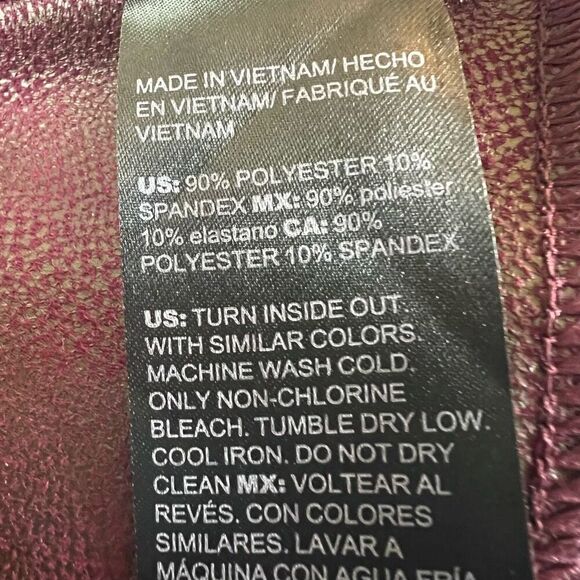 MADE IN VIETNAM/ HECHO
EN VIETNAM/ FABRIQUÉ AU
VIETNAM
US: 90% POLYESTER 10%
SPANDEX MX: 90% poliester
10% elastano CA: 90%
POLYESTER 10% SPANDEX
US: TURN INSIDE OUT.
WITH SIMILAR COLORS.
MACHINE WASH COLD.
ONLY NON-CHLORINE
BLEACH. TUMBLE DRY LOW.
COOL IRON. DO NOT DRY
CLEAN MX: VOLTEAR AL
REVÉS. CON COLORES
SIMILARES. LAVAR A
MÁQUINA CON AGUA FRÍA